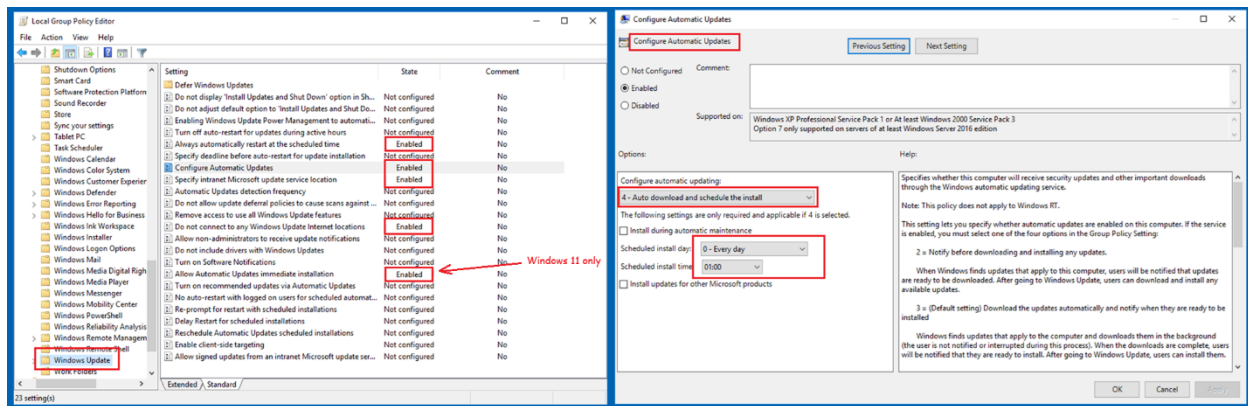 Local Group Policy Editor
File Action View Help
Shutdown Options
Smart Card
Software Protection Platform
Sound Recorder
Store
Sync your settings
Tablet PC
Task Scheduler
Windows Calendar
Windows Color System
Windows Customer Experier
Windows Defender
Windows Error Reporting
Windows Hello for Business
Windows Ink Workspace
Windows Installer
Windows Logon Options
Windows Mail
Windows Media Digital Righ
Windows Media Player
Windows Messenger
Windows Mobility Center
Windows PowerShell
Windows Reliability Analysis
Windows Remote Managem
Windows Remote Shell
Windows Update
Work Folders
Setting State Comment
Defer Windows Updates
Do not display 'Install Updates and Shut Down' option in Sh... Not configured No
Do not adjust default option to 'Install Updates and Shut Do... Not configured No
Enabling Windows Update Power Management to automati... Not configured No
Turn off auto-restart for updates during active hours Not configured No
Always automatically restart at the scheduled time Enabled No
Specify deadline before auto-restart for update installation Not configured No
Configure Automatic Updates Enabled No
Specify intranet Microsoft update service location Enabled No
Automatic Updates detection frequency Not configured No
Do not allow update deferral policies to cause scans against ... Not configured No
Remove access to use all Windows Update features Not configured No
Do not connect to any Windows Update Internet locations Enabled No
Allow non-administrators to receive update notifications Not configured No
Do not include drivers with Windows Updates Not configured No
Turn on Software Notifications Not configured No
Allow Automatic Updates immediate installation Enabled No
Turn on recommended updates via Automatic Updates Not configured No
No auto-restart with logged on users for scheduled automat... Not configured No
Re-prompt for restart with scheduled installations Not configured No
Delay Restart for scheduled installations Not configured No
Reschedule Automatic Updates scheduled installations Not configured No
Enable client-side targeting Not configured No
Allow signed updates from an intranet Microsoft update ser... Not configured No
Windows 11 only
Extended Standard
23 setting(s)
Configure Automatic Updates
Configure Automatic Updates
Previous Setting Next Setting
Not Configured Comment:
Enabled
Disabled
Supported on: Windows XP Professional Service Pack 1 or At least Windows 2000 Service Pack 3
Option 7 only supported on servers of at least Windows Server 2016 edition
Options: Help:
Configure automatic updating:
4 - Auto download and schedule the install
The following settings are only required and applicable if 4 is selected.
Install during automatic maintenance
Scheduled install day: 0 - Every day
Scheduled install time: 01:00
Install updates for other Microsoft products
Specifies whether this computer will receive security updates and other important downloads
through the Windows automatic updating service.
Note: This policy does not apply to Windows RT.
This setting lets you specify whether automatic updates are enabled on this computer. If the service
is enabled, you must select one of the four options in the Group Policy Setting:
2 = Notify before downloading and installing any updates.
When Windows finds updates that apply to this computer, users will be notified that updates
are ready to be downloaded. After going to Windows Update, users can download and install any
available updates.
3 = (Default setting) Download the updates automatically and notify when they are ready to be
installed
Windows finds updates that apply to the computer and downloads them in the background
(the user is not notified or interrupted during this process). When the downloads are complete, users
will be notified that they are ready to install. After going to Windows Update, users can install them.
OK Cancel Apply